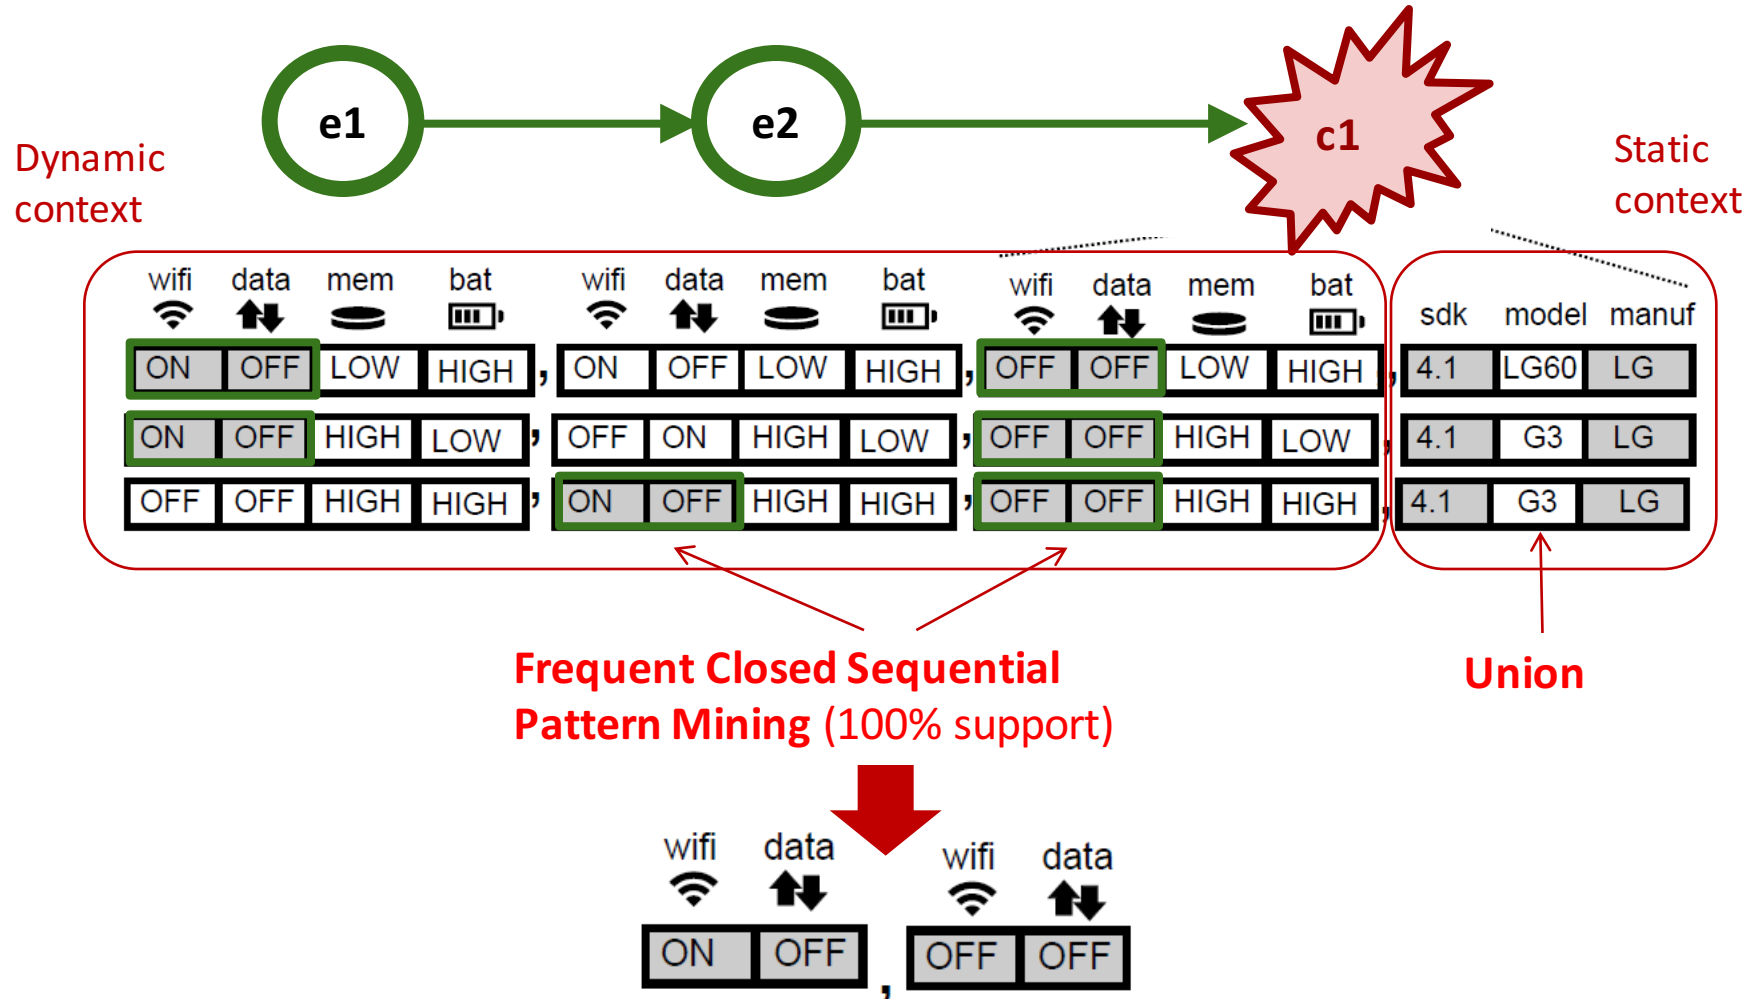 e1 e2 c1
Dynamic
context
Static
context
wifi data mem bat wifi data mem bat wifi data mem bat sdk model manuf
ON OFF LOW HIGH , ON OFF LOW HIGH , OFF OFF LOW HIGH , 4.1 LG60 LG
ON OFF HIGH LOW , OFF ON HIGH LOW , OFF OFF HIGH LOW , 4.1 G3 LG
OFF OFF HIGH HIGH , ON OFF HIGH HIGH , OFF OFF HIGH HIGH , 4.1 G3 LG
Frequent Closed Sequential
Pattern Mining (100% support)
Union
wifi data wifi data
ON OFF , OFF OFF